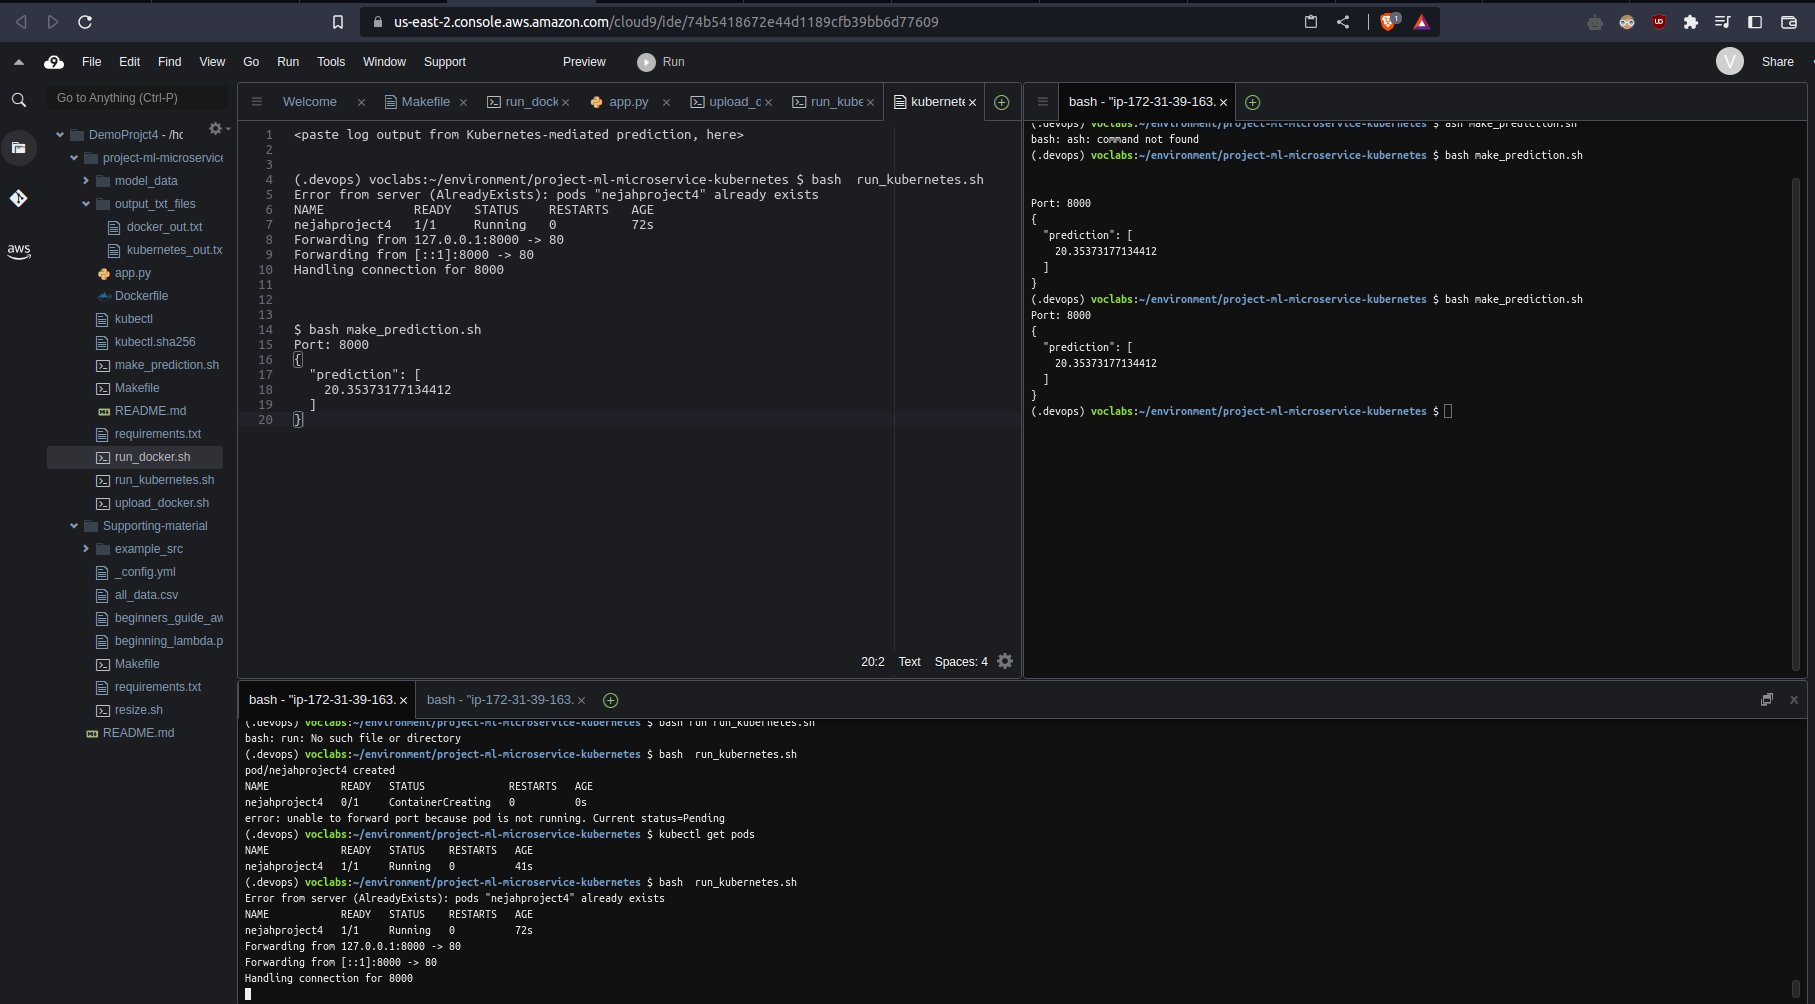 us-east-2.console.aws.amazon.com/cloud9/ide/74b5418672e44d1189cfb39bb6d77609
1
UD
9
File Edit Find View Go Run Tools Window Support Preview Run
V
Share
Go to Anything (Ctrl-P)
DemoProjct4 - /hc
project-ml-microservice
model_data
output_txt_files
docker_out.txt
kubernetes_out.tx
app.py
Dockerfile
kubectl
kubectl.sha256
make_prediction.sh
Makefile
README.md
requirements.txt
run_docker.sh
run_kubernetes.sh
upload_docker.sh
Supporting-material
example_src
_config.yml
all_data.csv
beginners_guide_aw
beginning_lambda.p
Makefile
requirements.txt
resize.sh
README.md
aws
Welcome Makefile run_dock app.py upload_d run_kube kubernete
1 <paste log output from Kubernetes-mediated prediction, here>
2
3
4 (.devops) voclabs:~/environment/project-ml-microservice-kubernetes $ bash  run_kubernetes.sh
5 Error from server (AlreadyExists): pods "nejahproject4" already exists
6 NAME            READY   STATUS    RESTARTS   AGE
7 nejahproject4   1/1     Running   0          72s
8 Forwarding from 127.0.0.1:8000 -> 80
9 Forwarding from [::1]:8000 -> 80
10 Handling connection for 8000
11
12
13
14 $ bash make_prediction.sh
15 Port: 8000
16 {
17   "prediction": [
18     20.35373177134412
19   ]
20 }
20:2 Text Spaces: 4
bash - "ip-172-31-39-163.
(.devops) voclabs:~/environment/project-ml-microservice-kubernetes $ ash make_prediction.sh
bash: ash: command not found
(.devops) voclabs:~/environment/project-ml-microservice-kubernetes $ bash make_prediction.sh
Port: 8000
{
  "prediction": [
    20.35373177134412
  ]
}
(.devops) voclabs:~/environment/project-ml-microservice-kubernetes $ bash make_prediction.sh
Port: 8000
{
  "prediction": [
    20.35373177134412
  ]
}
(.devops) voclabs:~/environment/project-ml-microservice-kubernetes $
bash - "ip-172-31-39-163. bash - "ip-172-31-39-163.
(.devops) voclabs:~/environment/project-ml-microservice-kubernetes $ bash run run_kubernetes.sh
bash: run: No such file or directory
(.devops) voclabs:~/environment/project-ml-microservice-kubernetes $ bash  run_kubernetes.sh
pod/nejahproject4 created
NAME            READY   STATUS              RESTARTS   AGE
nejahproject4   0/1     ContainerCreating   0          0s
error: unable to forward port because pod is not running. Current status=Pending
(.devops) voclabs:~/environment/project-ml-microservice-kubernetes $ kubectl get pods
NAME            READY   STATUS    RESTARTS   AGE
nejahproject4   1/1     Running   0          41s
(.devops) voclabs:~/environment/project-ml-microservice-kubernetes $ bash  run_kubernetes.sh
Error from server (AlreadyExists): pods "nejahproject4" already exists
NAME            READY   STATUS    RESTARTS   AGE
nejahproject4   1/1     Running   0          72s
Forwarding from 127.0.0.1:8000 -> 80
Forwarding from [::1]:8000 -> 80
Handling connection for 8000